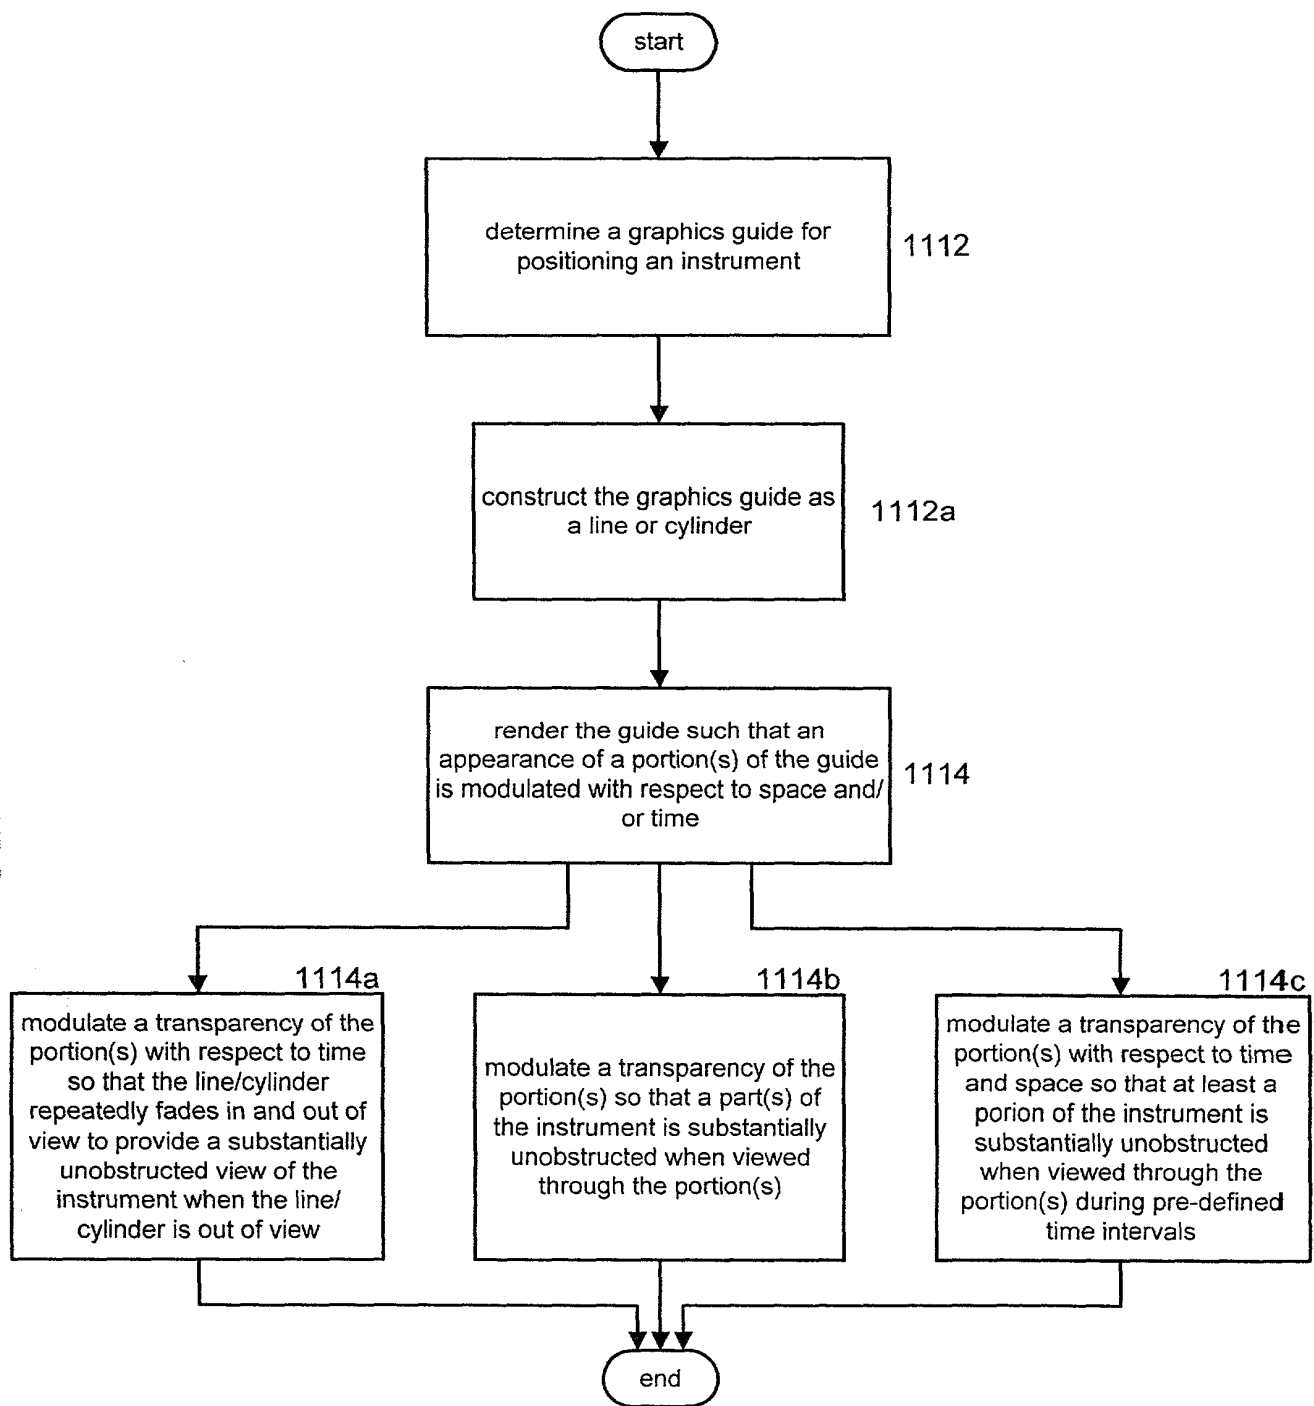 start
determine a graphics guide for
positioning an instrument
1112
construct the graphics guide as
a line or cylinder
1112a
render the guide such that an
appearance of a portion(s) of the guide
is modulated with respect to space and/
or time
1114
1114a
modulate a transparency of the
portion(s) with respect to time
so that the line/cylinder
repeatedly fades in and out of
view to provide a substantially
unobstructed view of the
instrument when the line/
cylinder is out of view
1114b
modulate a transparency of the
portion(s) so that a part(s) of
the instrument is substantially
unobstructed when viewed
through the portion(s)
1114c
modulate a transparency of the
portion(s) with respect to time
and space so that at least a
porion of the instrument is
substantially unobstructed
when viewed through the
portion(s) during pre-defined
time intervals
end